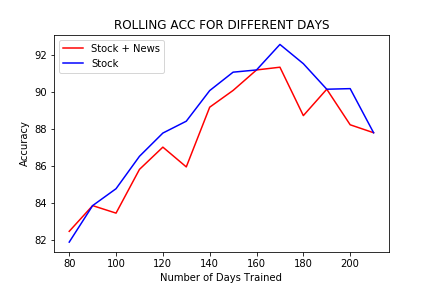 ROLLING ACC FOR DIFFERENT DAYS
Stock + News
Stock
92
90
88
86
84
82
Accuracy
80 100 120 140 160 180 200
Number of Days Trained